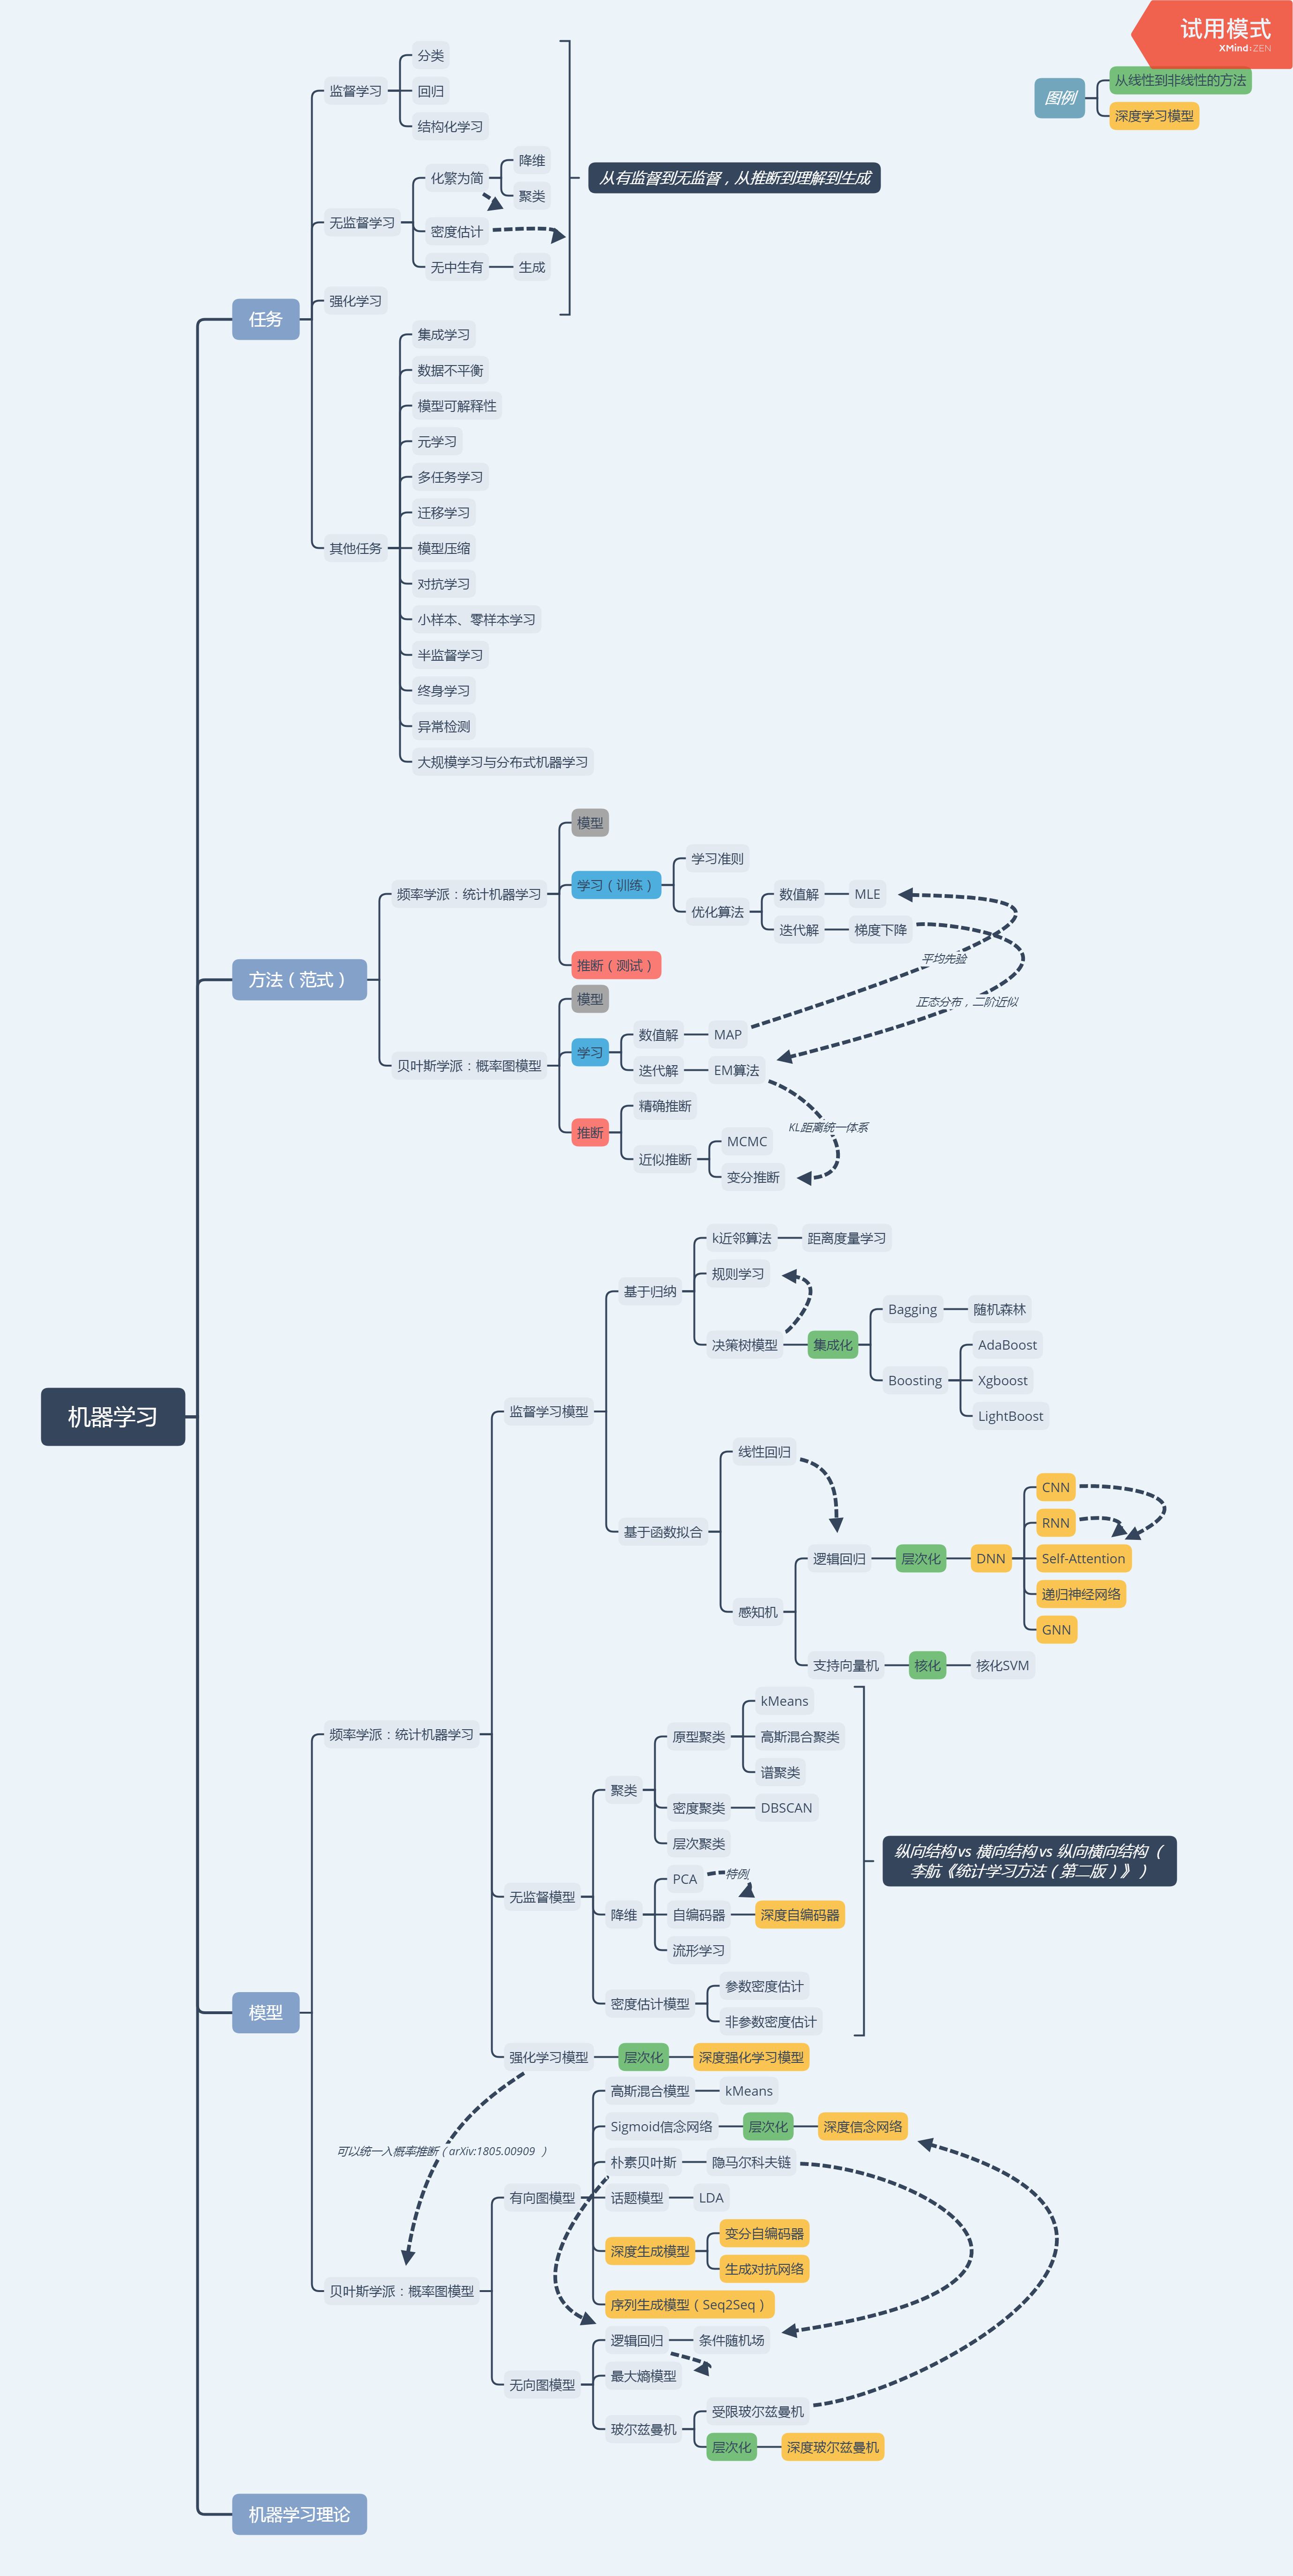 试用模式
XMind:ZEN
图例
从线性到非线性的方法
深度学习模型
机器学习
任务
监督学习
分类
回归
结构化学习
无监督学习
化繁为简
降维
聚类
密度估计
无中生有
生成
强化学习
从有监督到无监督，从推断到理解到生成
其他任务
集成学习
数据不平衡
模型可解释性
元学习
多任务学习
迁移学习
模型压缩
对抗学习
小样本、零样本学习
半监督学习
终身学习
异常检测
大规模学习与分布式机器学习
方法（范式）
频率学派：统计机器学习
模型
学习（训练）
学习准则
优化算法
数值解
MLE
迭代解
梯度下降
推断（测试）
平均先验
正态分布，二阶近似
贝叶斯学派：概率图模型
模型
学习
数值解
MAP
迭代解
EM算法
推断
精确推断
近似推断
MCMC
变分推断
KL距离统一体系
模型
频率学派：统计机器学习
监督学习模型
基于归纳
k近邻算法
距离度量学习
规则学习
决策树模型
集成化
Bagging
随机森林
Boosting
AdaBoost
Xgboost
LightBoost
基于函数拟合
线性回归
感知机
逻辑回归
层次化
DNN
CNN
RNN
Self-Attention
递归神经网络
GNN
支持向量机
核化
核化SVM
无监督模型
聚类
原型聚类
kMeans
高斯混合聚类
谱聚类
密度聚类
DBSCAN
层次聚类
降维
PCA
特例
自编码器
深度自编码器
流形学习
密度估计模型
参数密度估计
非参数密度估计
纵向结构 vs 横向结构 vs 纵向横向结构（
李航《统计学习方法（第二版）》）
强化学习模型
层次化
深度强化学习模型
可以统一入概率推断（arXiv:1805.00909 ）
贝叶斯学派：概率图模型
有向图模型
高斯混合模型
kMeans
Sigmoid信念网络
层次化
深度信念网络
朴素贝叶斯
隐马尔科夫链
话题模型
LDA
深度生成模型
变分自编码器
生成对抗网络
序列生成模型（Seq2Seq）
无向图模型
逻辑回归
条件随机场
最大熵模型
玻尔兹曼机
受限玻尔兹曼机
层次化
深度玻尔兹曼机
机器学习理论